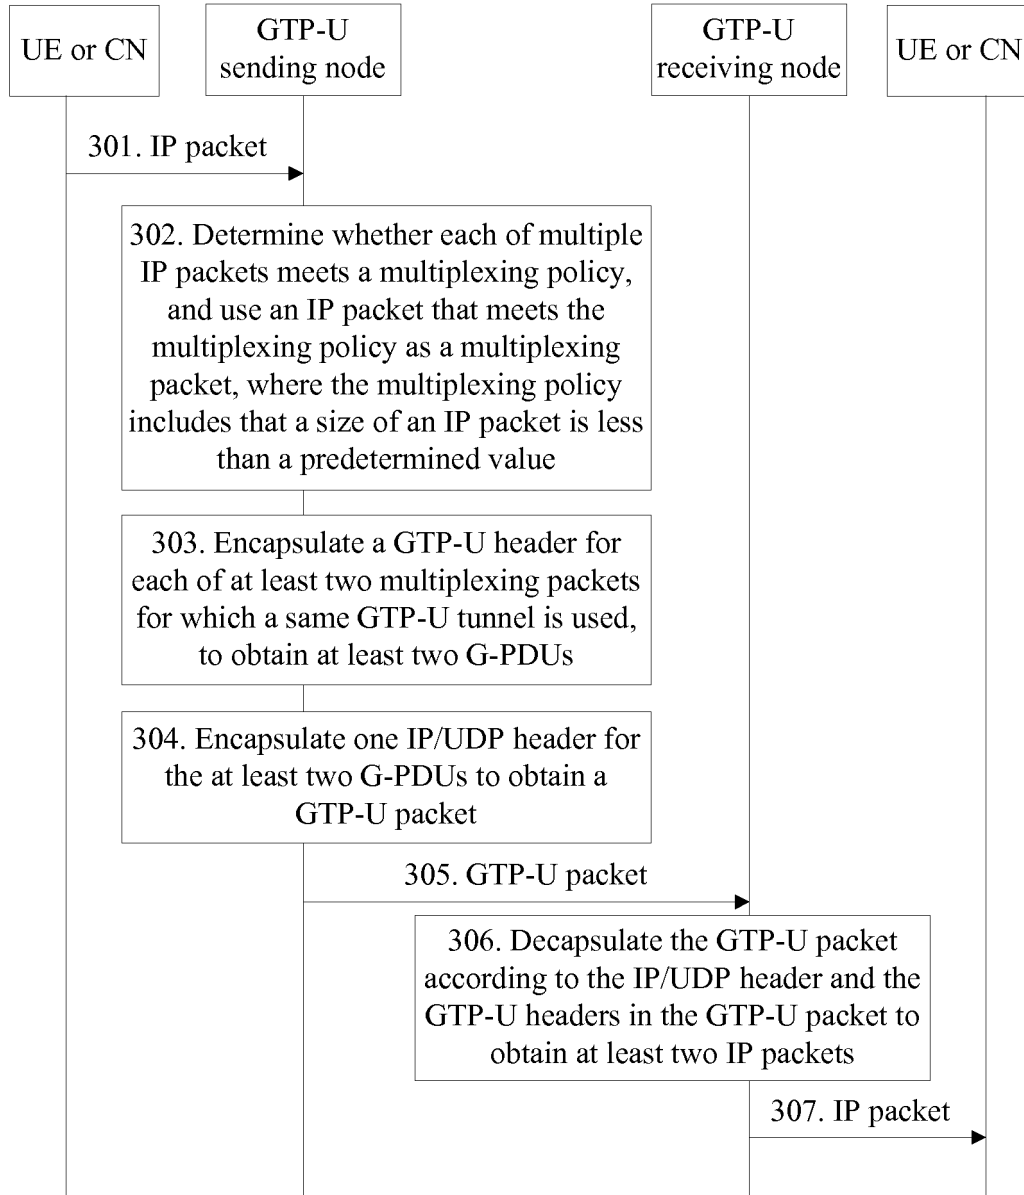 UE or CN
GTP-U
sending node
GTP-U
receiving node
UE or CN
301. IP packet
302. Determine whether each of multiple
IP packets meets a multiplexing policy,
and use an IP packet that meets the
multiplexing policy as a multiplexing
packet, where the multiplexing policy
includes that a size of an IP packet is less
than a predetermined value
303. Encapsulate a GTP-U header for
each of at least two multiplexing packets
for which a same GTP-U tunnel is used,
to obtain at least two G-PDUs
304. Encapsulate one IP/UDP header for
the at least two G-PDUs to obtain a
GTP-U packet
305. GTP-U packet
306. Decapsulate the GTP-U packet
according to the IP/UDP header and the
GTP-U headers in the GTP-U packet to
obtain at least two IP packets
307. IP packet